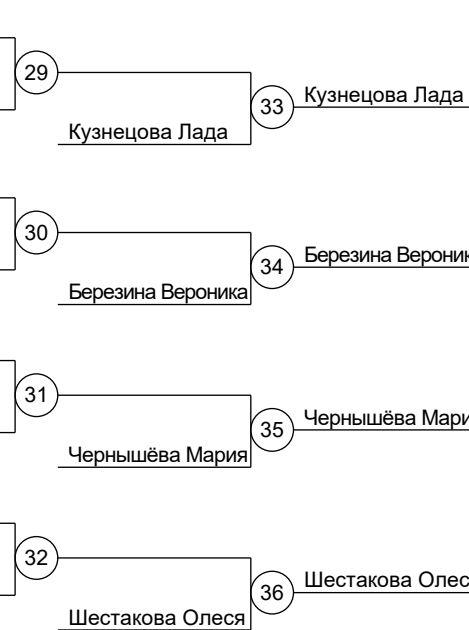 29
33 Кузнецова Лада
Кузнецова Лада
30
34 Березина
Березина Вероника
31
35 Чернышёва
Чернышёва Мария
32
36 Шестакова
Шестакова Олеся